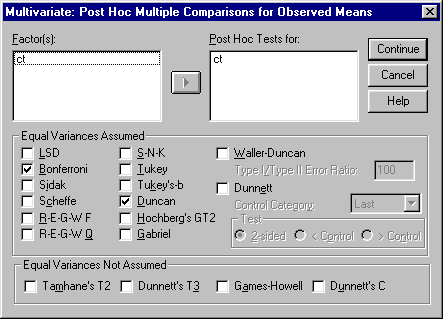 Multivariate: Post Hoc Multiple Comparisons for Observed Means
Factor(s):
Post Hoc Tests for:
ct
ct
Continue
Cancel
Help
Equal Variances Assumed
LSD
S-N-K
Waller-Duncan
Bonferroni
Tukey
Type I/Type II Error Ratio:
100
Sidak
Tukey's-b
Dunnett
Scheffe
Duncan
Control Category:
Last
R-E-G-W F
Hochberg's GT2
Test
R-E-G-W Q
Gabriel
2-sided
< Control
> Control
Equal Variances Not Assumed
Tamhane's T2
Dunnett's T3
Games-Howell
Dunnett's C